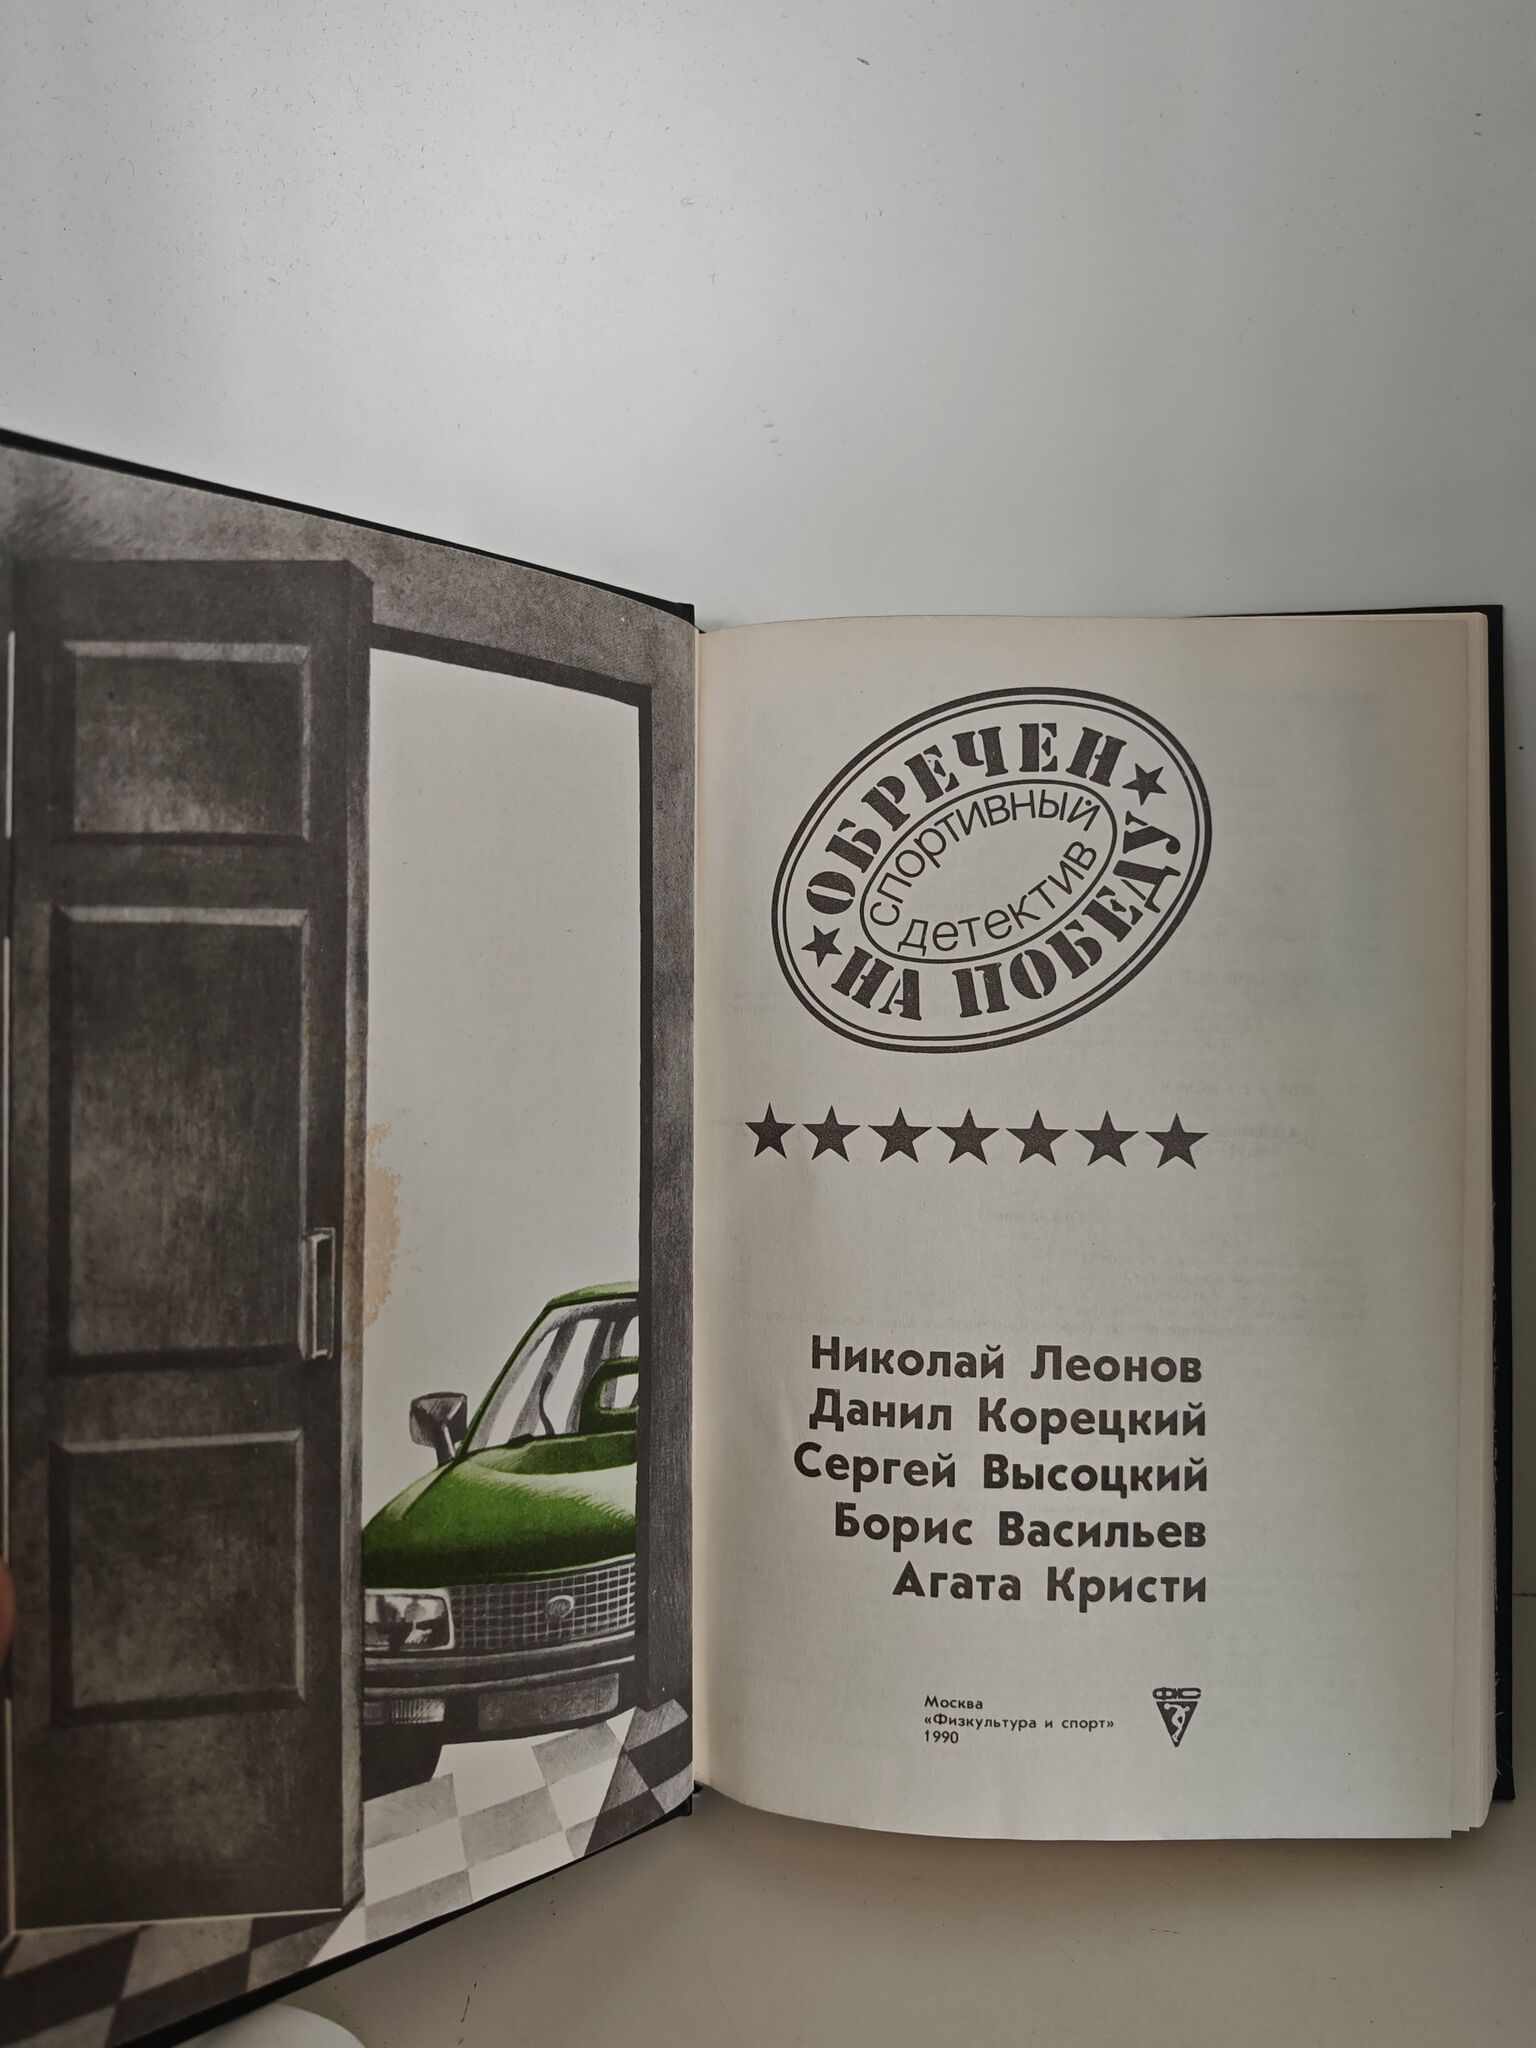 ОБРЕЧЕН
НА ПОБЕДУ
спортивный
детектив
Николай Леонов
Данил Корецкий
Сергей Высоцкий
Борис Васильев
Агата Кристи
Москва
«Физкультура и спорт»
1990
ФИС